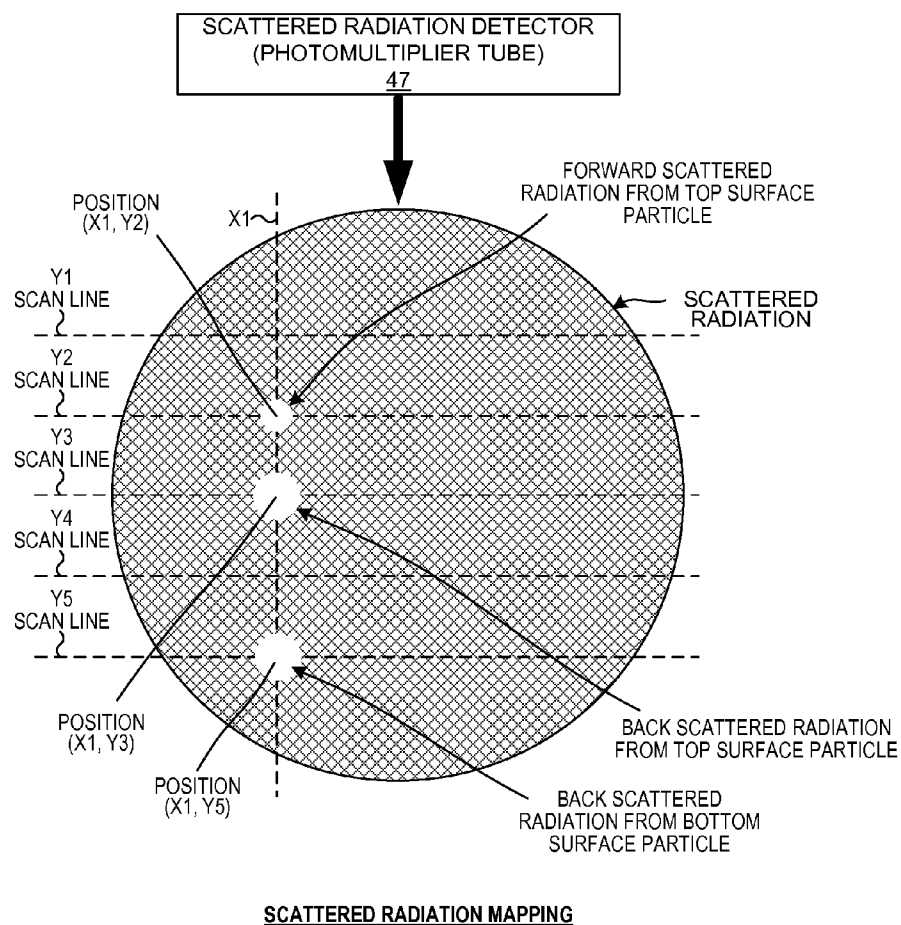 SCATTERED RADIATION DETECTOR
(PHOTOMULTIPLIER TUBE)
47
FORWARD SCATTERED
RADIATION FROM TOP SURFACE
PARTICLE
POSITION
(X1, Y2)
X1
Y1
SCAN LINE
SCATTERED
RADIATION
Y2
SCAN LINE
Y3
SCAN LINE
Y4
SCAN LINE
Y5
SCAN LINE
POSITION
(X1, Y3)
BACK SCATTERED RADIATION
FROM TOP SURFACE PARTICLE
POSITION
(X1, Y5)
BACK SCATTERED
RADIATION FROM BOTTOM
SURFACE PARTICLE
SCATTERED RADIATION MAPPING